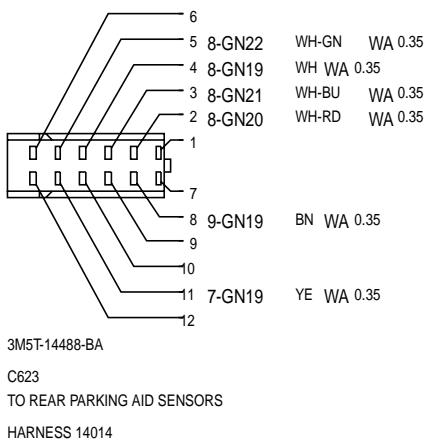 6
5 8-GN22 WH-GN WA 0.35
4 8-GN19 WH WA 0.35
3 8-GN21 WH-BU WA 0.35
2 8-GN20 WH-RD WA 0.35
1
7
8 9-GN19 BN WA 0.35
9
10
11 7-GN19 YE WA 0.35
12
3M5T-14488-BA
C623
TO REAR PARKING AID SENSORS
HARNESS 14014